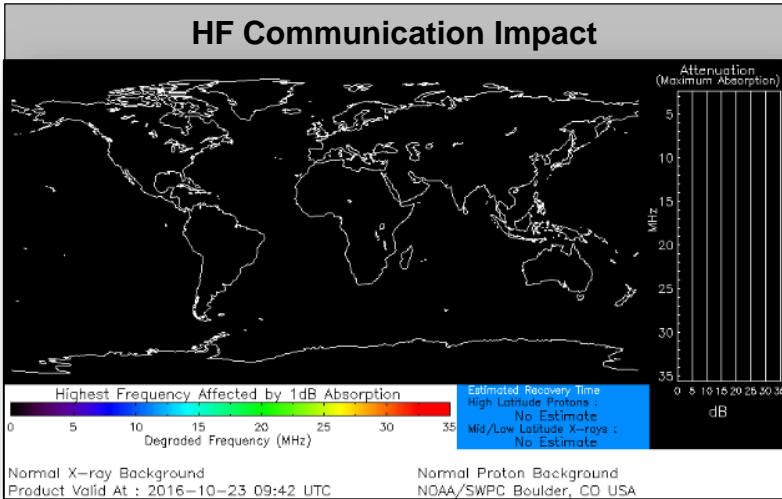 HF Communication Impact
Attenuation
(Maximum Absorption)
5
10
15
20
25
30
35
MHz
0 5 10 15 20 25 30 35
dB
Highest Frequency Affected by 1dB Absorption
0 5 10 15 20 25 30 35
Degraded Frequency (MHz)
Estimated Recovery Time
High Latitude Protons :
No Estimate
Mid/Low Latitude X-rays :
No Estimate
Normal X-ray Background
Normal Proton Background
Product Valid At : 2016-10-23 09:42 UTC
NOAA/SWPC Boulder, CO USA